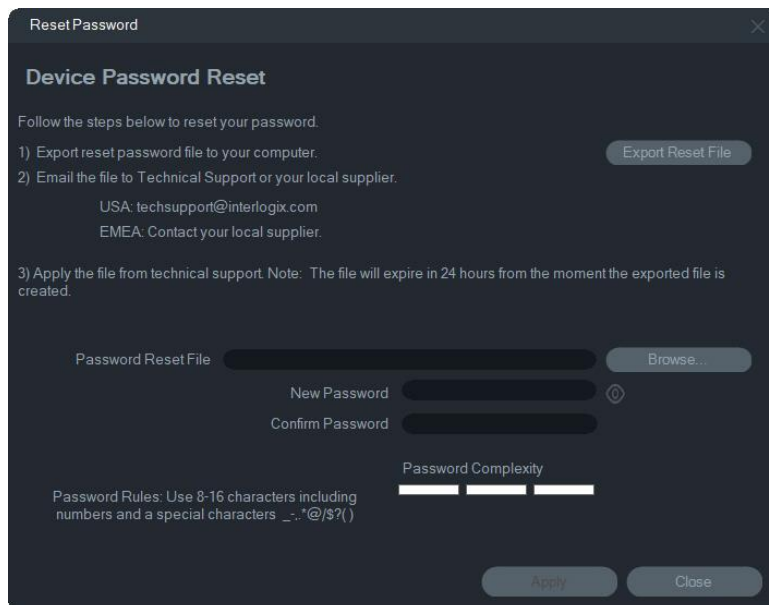 Reset Password
Device Password Reset
Follow the steps below to reset your password.
1) Export reset password file to your computer.
Export Reset File
2) Email the file to Technical Support or your local supplier.
USA: techsupport@interlogix.com
EMEA: Contact your local supplier.
3) Apply the file from technical support. Note: The file will expire in 24 hours from the moment the exported file is
created.
Password Reset File
Browse...
New Password
Confirm Password
Password Complexity
Password Rules: Use 8-16 characters including
numbers and a special characters _-,.*@/$?( )
Apply
Close